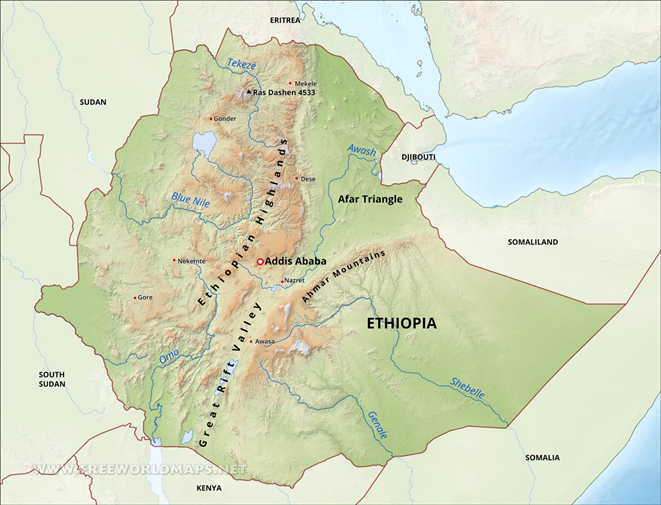 ERITREA
Tekezé
Mekele
Ras Dashen 4533
SUDAN
Gonder
Awash
DJIBOUTI
Dese
Blue Nile
Afar Triangle
Ethiopian Highlands
SOMALILAND
Nekemte
Addis Ababa
Ahmar Mountains
Nazrēt
Gore
ETHIOPIA
Great Rift Valley
Awasa
Omo
SOUTH
SUDAN
Shebelle
Genale
SOMALIA
WWW.FREEWORLDMAPS.NET
KENYA